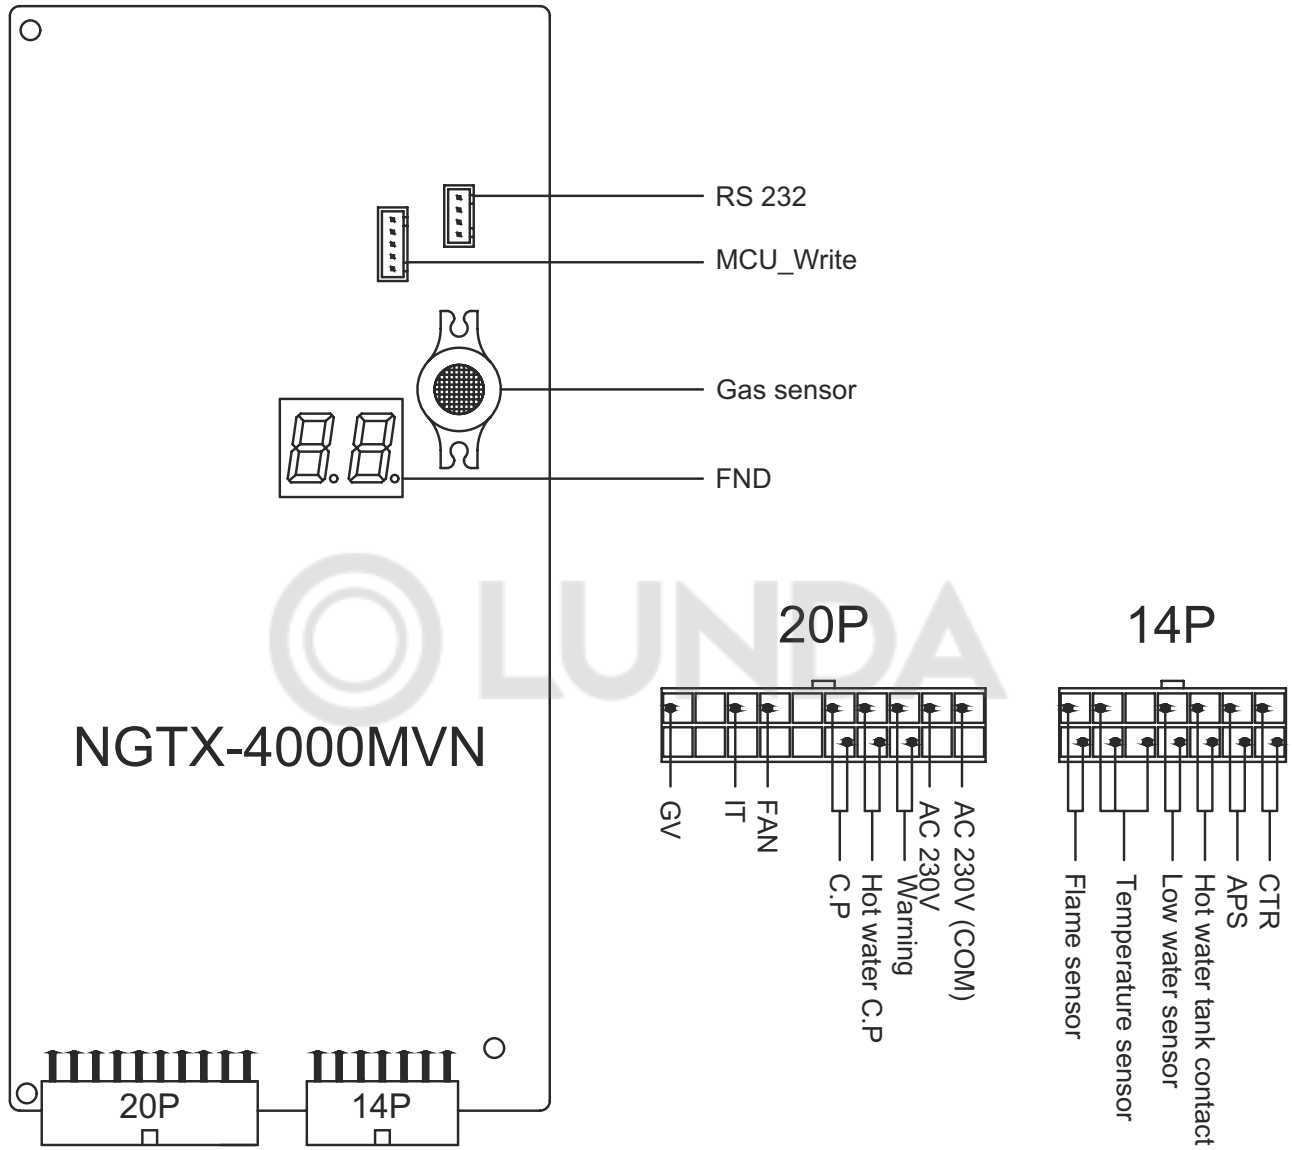 RS 232
MCU_Write
Gas sensor
FND
LUNDA
20P
14P
NGTX-4000MVN
GV
IT
FAN
C.P
Hot water C.P
Warning
AC 230V
AC 230V (COM)
Flame sensor
Temperature sensor
Low water sensor
Hot water tank contact
APS
CTR
20P
14P